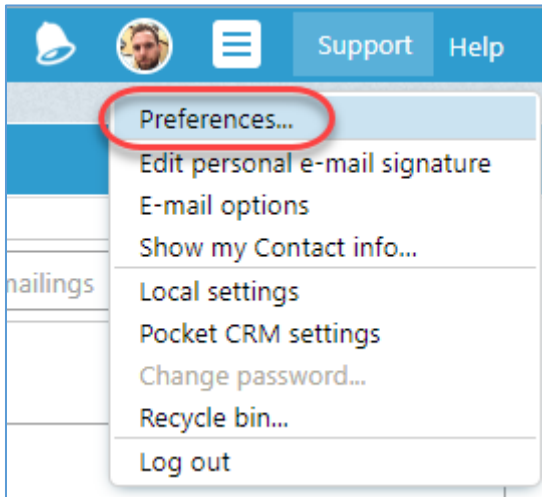 Support Help
Preferences...
Edit personal e-mail signature
E-mail options
Show my Contact info...
mailings
Local settings
Pocket CRM settings
Change password...
Recycle bin...
Log out